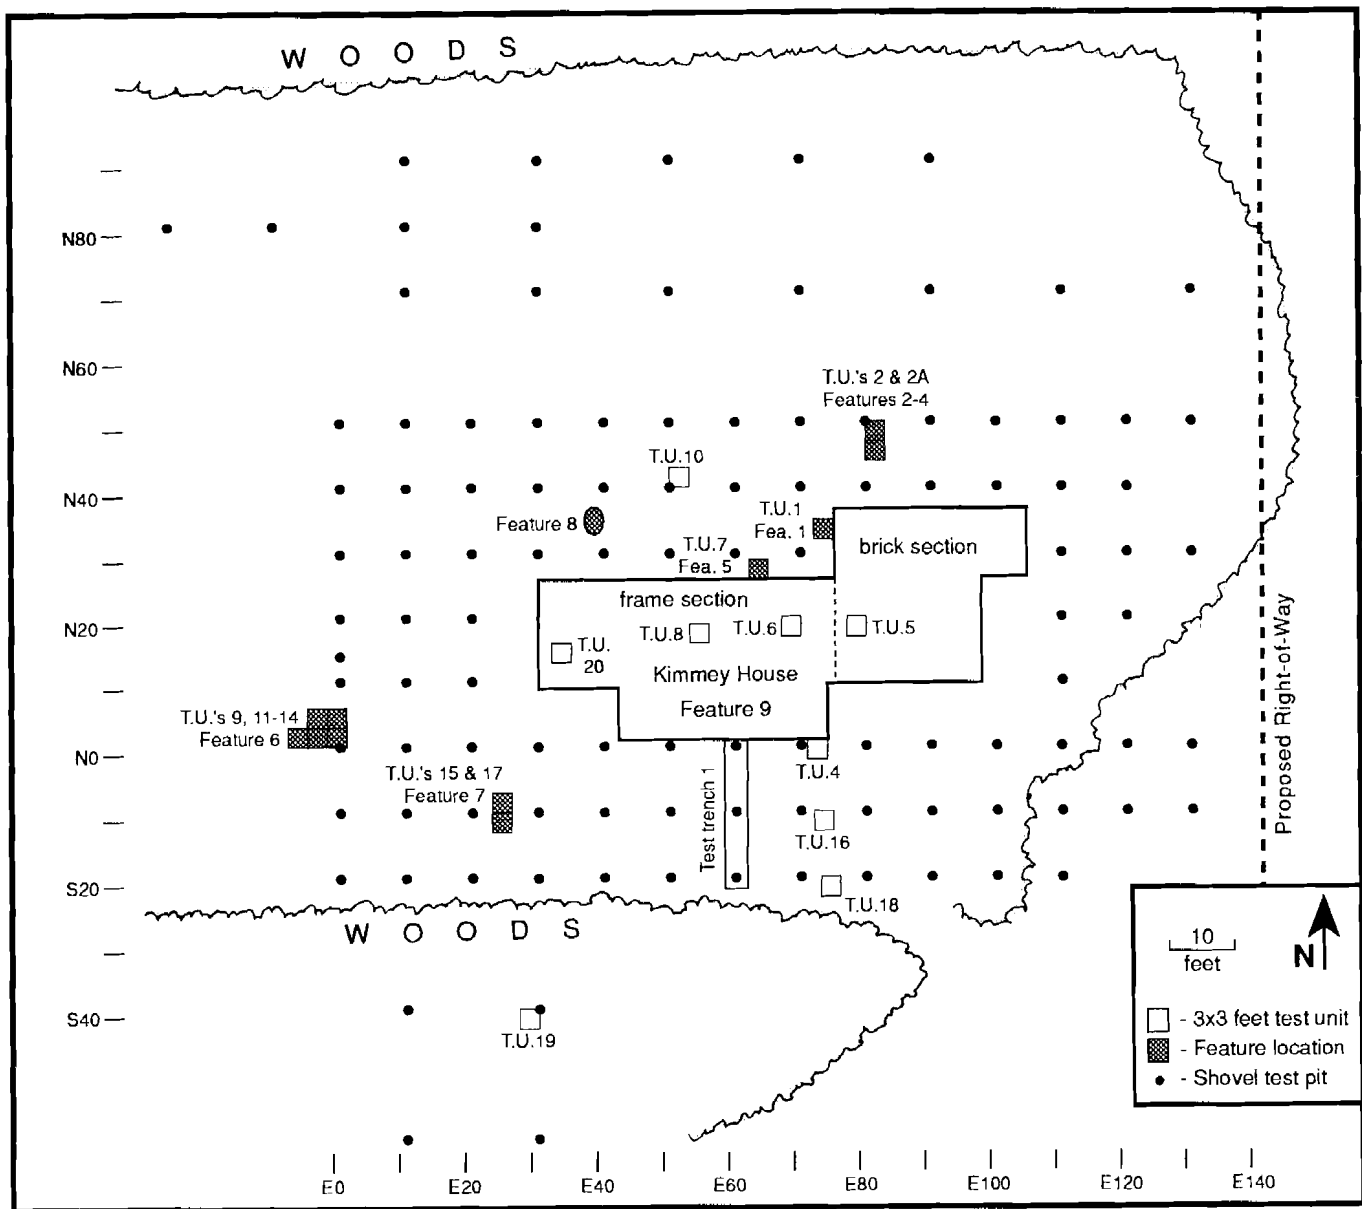 WOODS
N80
N60
T.U.'s 2 & 2A
Features 2-4
T.U.10
N40
T.U.1
Fea. 1
Feature 8
T.U.7
Fea. 5
brick section
frame section
N20
T.U.8
T.U.6
T.U.5
T.U.
20
Kimmey House
Feature 9
T.U.'s 9, 11-14
Feature 6
N0
T.U.4
T.U.'s 15 & 17
Feature 7
Test trench 1
T.U.16
Proposed Right-of-Way
S20
T.U.18
WOODS
S40
T.U.19
10
feet
N
- 3x3 feet test unit
- Feature location
- Shovel test pit
E0 E20 E40 E60 E80 E100 E120 E140